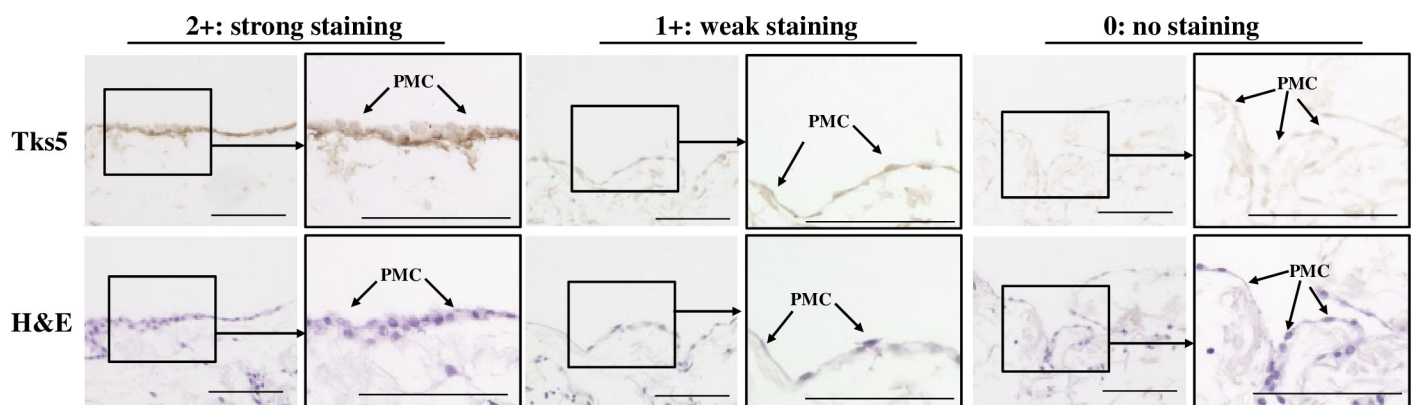 2+: strong staining
1+: weak staining
0: no staining
Tks5
PMC
PMC
PMC
H&E
PMC
PMC
PMC